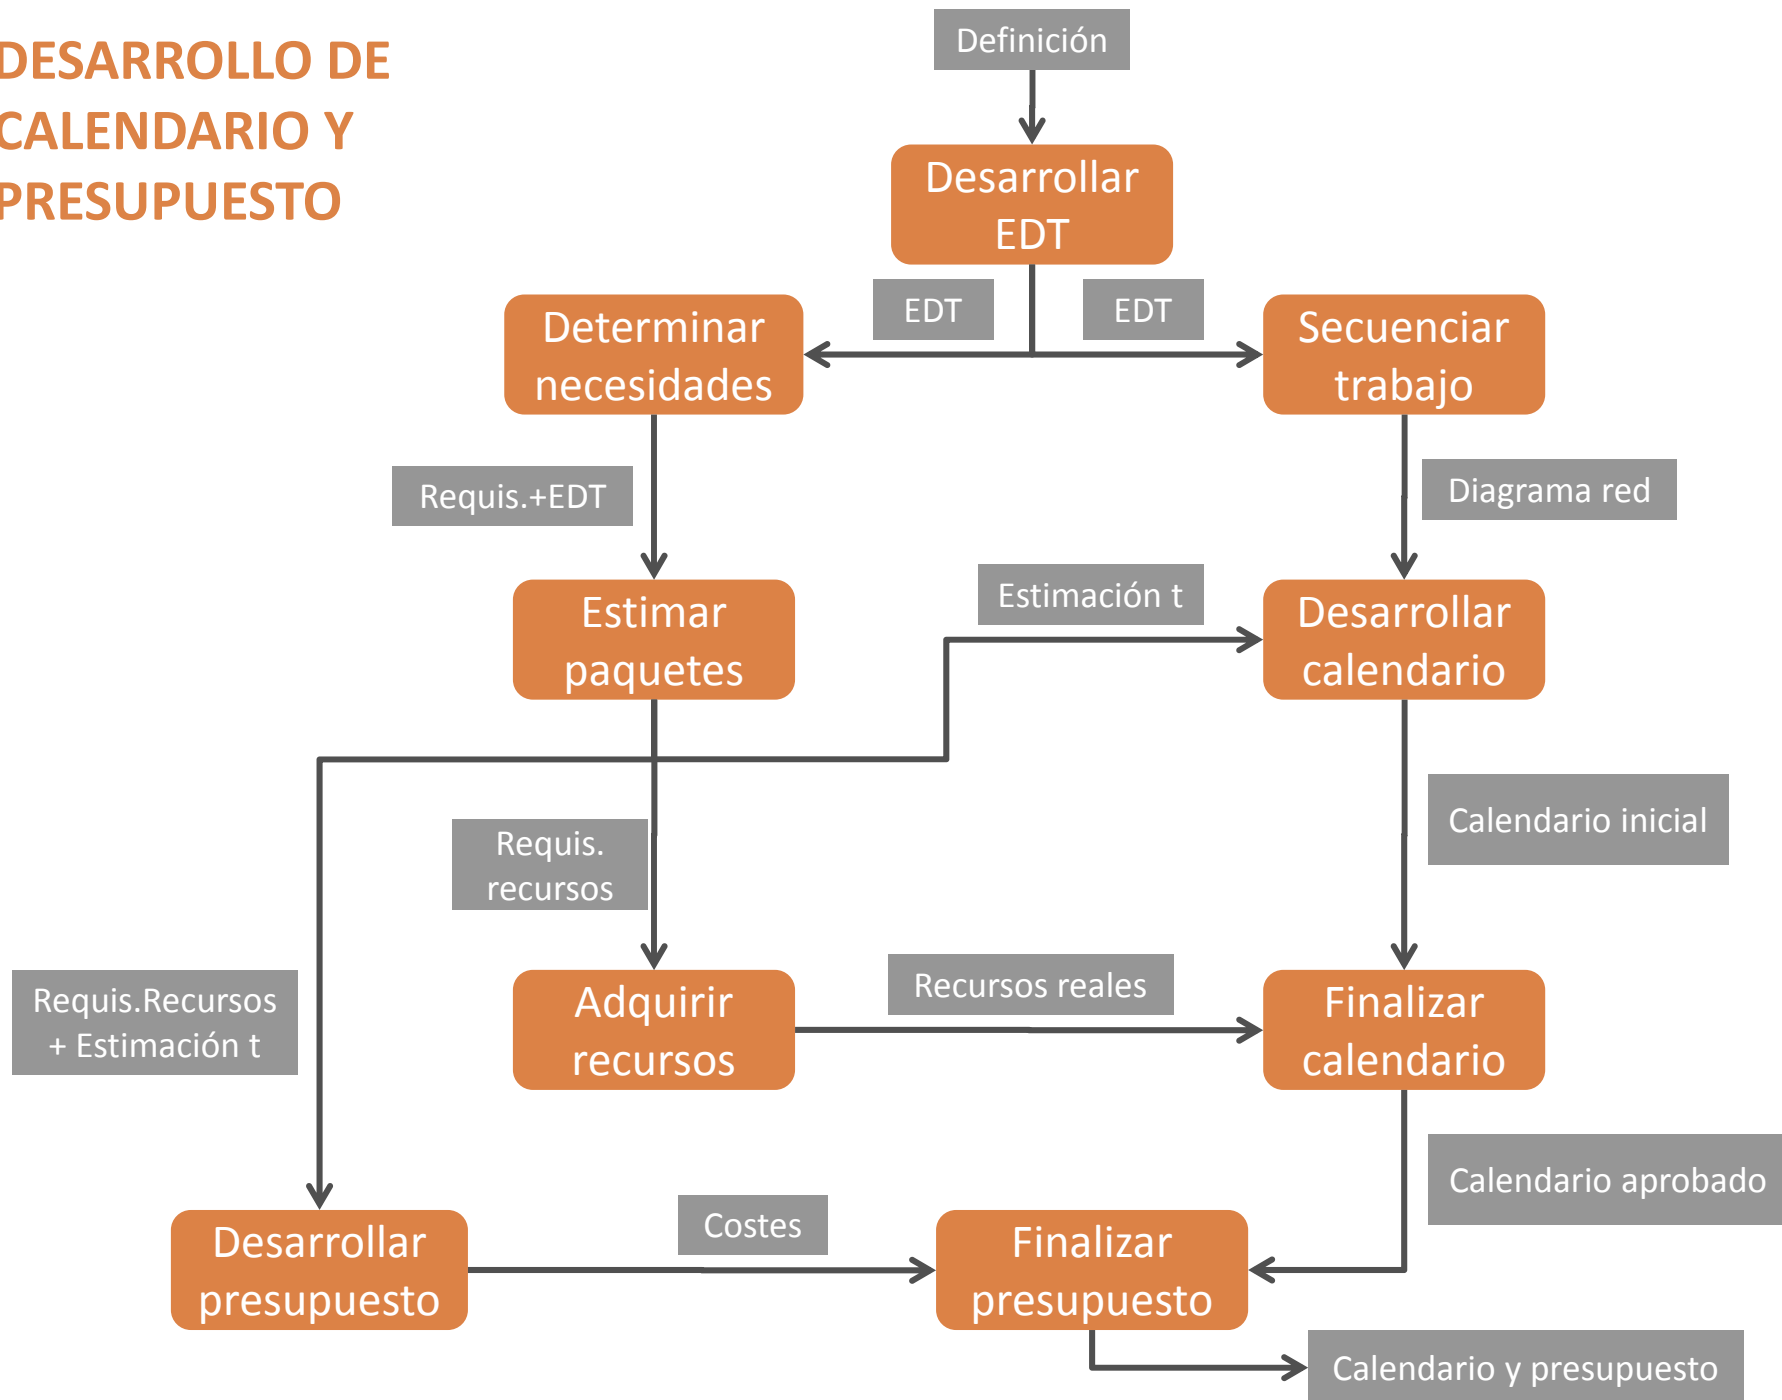 DESARROLLO DE
CALENDARIO Y
PRESUPUESTO
Definición
Desarrollar
EDT
EDT
EDT
Determinar
necesidades
Secuenciar
trabajo
Requis.+EDT
Diagrama red
Estimar
paquetes
Estimación t
Desarrollar
calendario
Requis.
recursos
Calendario inicial
Requis.Recursos
+ Estimación t
Adquirir
recursos
Recursos reales
Finalizar
calendario
Calendario aprobado
Desarrollar
presupuesto
Costes
Finalizar
presupuesto
Calendario y presupuesto